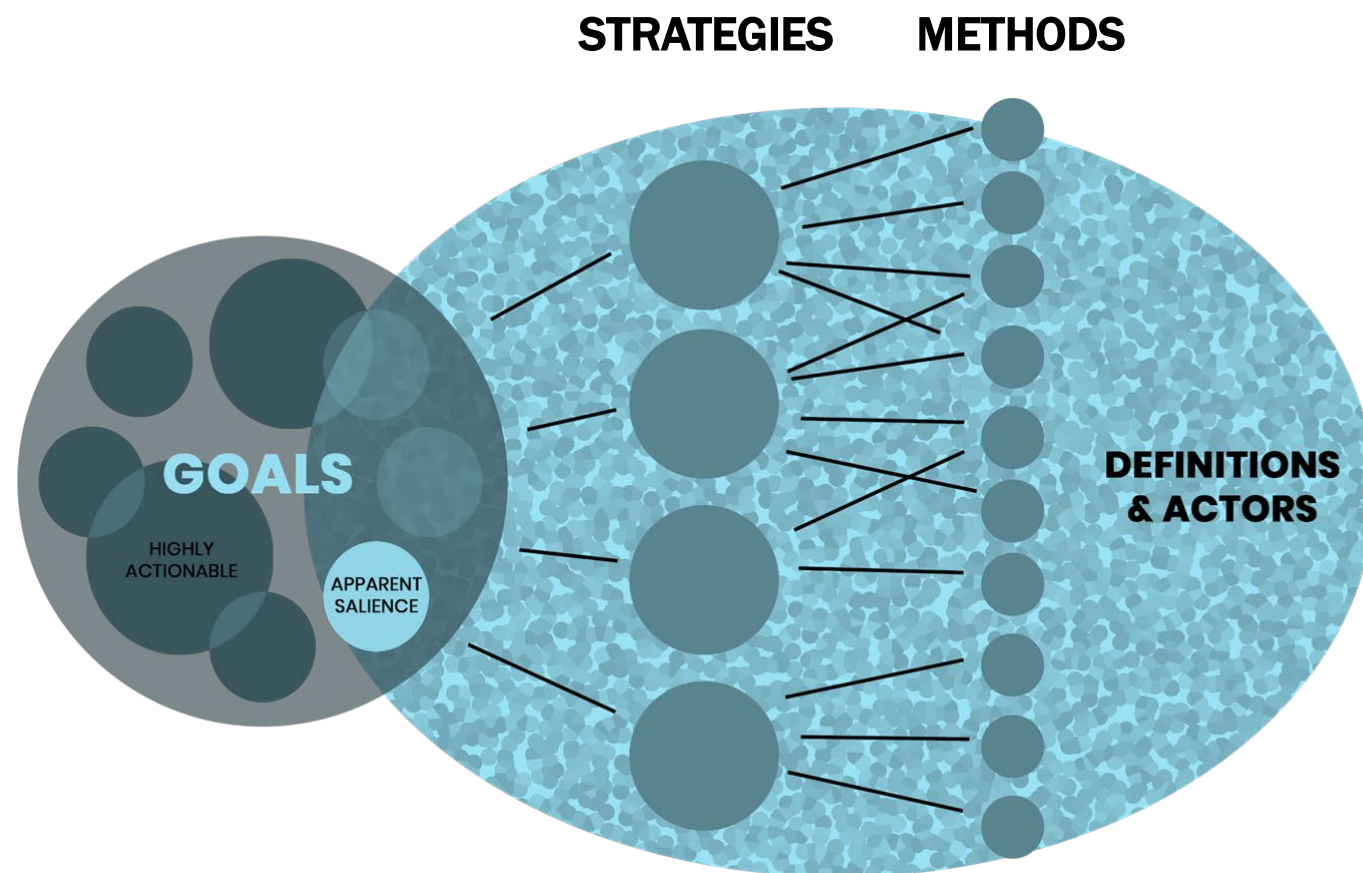 STRATEGIES
METHODS
GOALS
HIGHLY
ACTIONABLE
APPARENT
SALIENCE
DEFINITIONS
& ACTORS